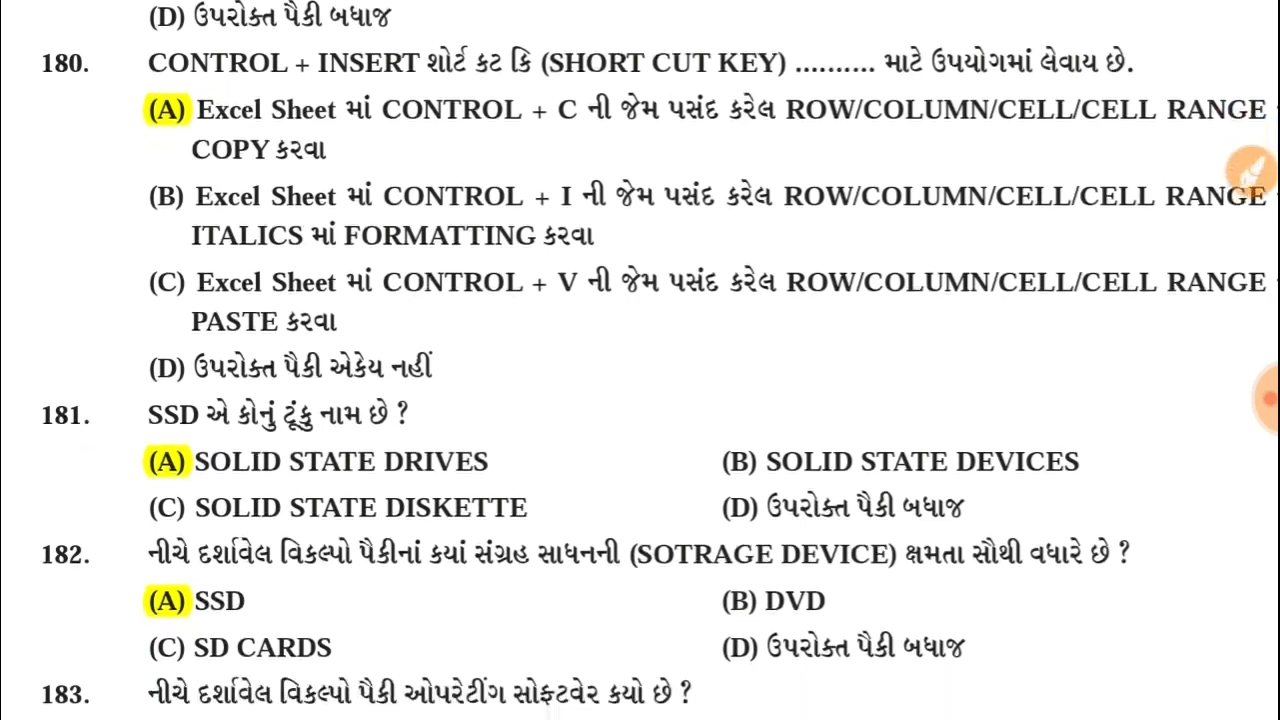 (D) ઉપરોક્ત પૈકી બધાજ
180. CONTROL + INSERT શોર્ટ કટ કિ (SHORT CUT KEY) .......... માટે ઉપયોગમાં લેવાય છે.
(A) Excel Sheet માં CONTROL + C ની જેમ પસંદ કરેલ ROW/COLUMN/CELL/CELL RANGE
COPY કરવા
(B) Excel Sheet માં CONTROL + I ની જેમ પસંદ કરેલ ROW/COLUMN/CELL/CELL RANGE
ITALICS માં FORMATTING કરવા
(C) Excel Sheet માં CONTROL + V ની જેમ પસંદ કરેલ ROW/COLUMN/CELL/CELL RANGE
PASTE કરવા
(D) ઉપરોક્ત પૈકી એકેય નહીં
181. SSD એ કોનું ટૂંકુ નામ છે ?
(A) SOLID STATE DRIVES (B) SOLID STATE DEVICES
(C) SOLID STATE DISKETTE (D) ઉપરોક્ત પૈકી બધાજ
182. નીચે દર્શાવેલ વિકલ્પો પૈકીનાં કયાં સંગ્રહ સાધનની (SOTRAGE DEVICE) ક્ષમતા સૌથી વધારે છે ?
(A) SSD (B) DVD
(C) SD CARDS (D) ઉપરોક્ત પૈકી બધાજ
183. નીચે દર્શાવેલ વિકલ્પો પૈકી ઓપરેટીંગ સોફ્ટવેર કયો છે ?